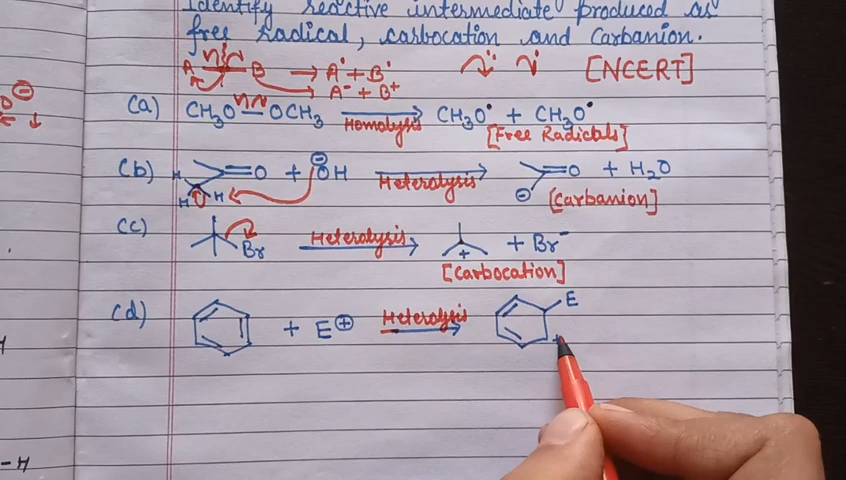 Identify reactive intermediate produced as
free radical, carbocation and Carbanion.
A B → A• + B• [NCERT]
→ A⁻ + B⁺
(a) CH₃O–OCH₃ Homolysis CH₃O• + CH₃O•
[Free Radicals]
(b) =O + ⊖OH Heterolysis =O + H₂O
H H H ⊖ [Carbanion]
(c) Br Heterolysis + + Br⁻
[Carbocation]
(d) + E⊕ Heterolysis E
+
D⊖
–H